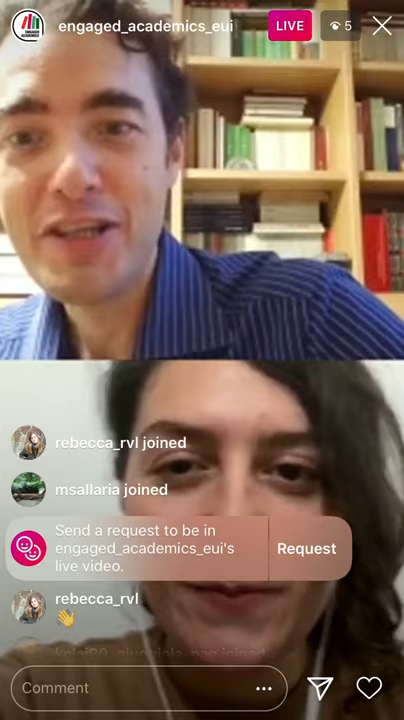 engaged_academics_eui
LIVE
5
rebecca_rvl joined
msallaria joined
Send a request to be in
engaged_academics_eui's
live video.
Request
rebecca_rvl
👋
Comment